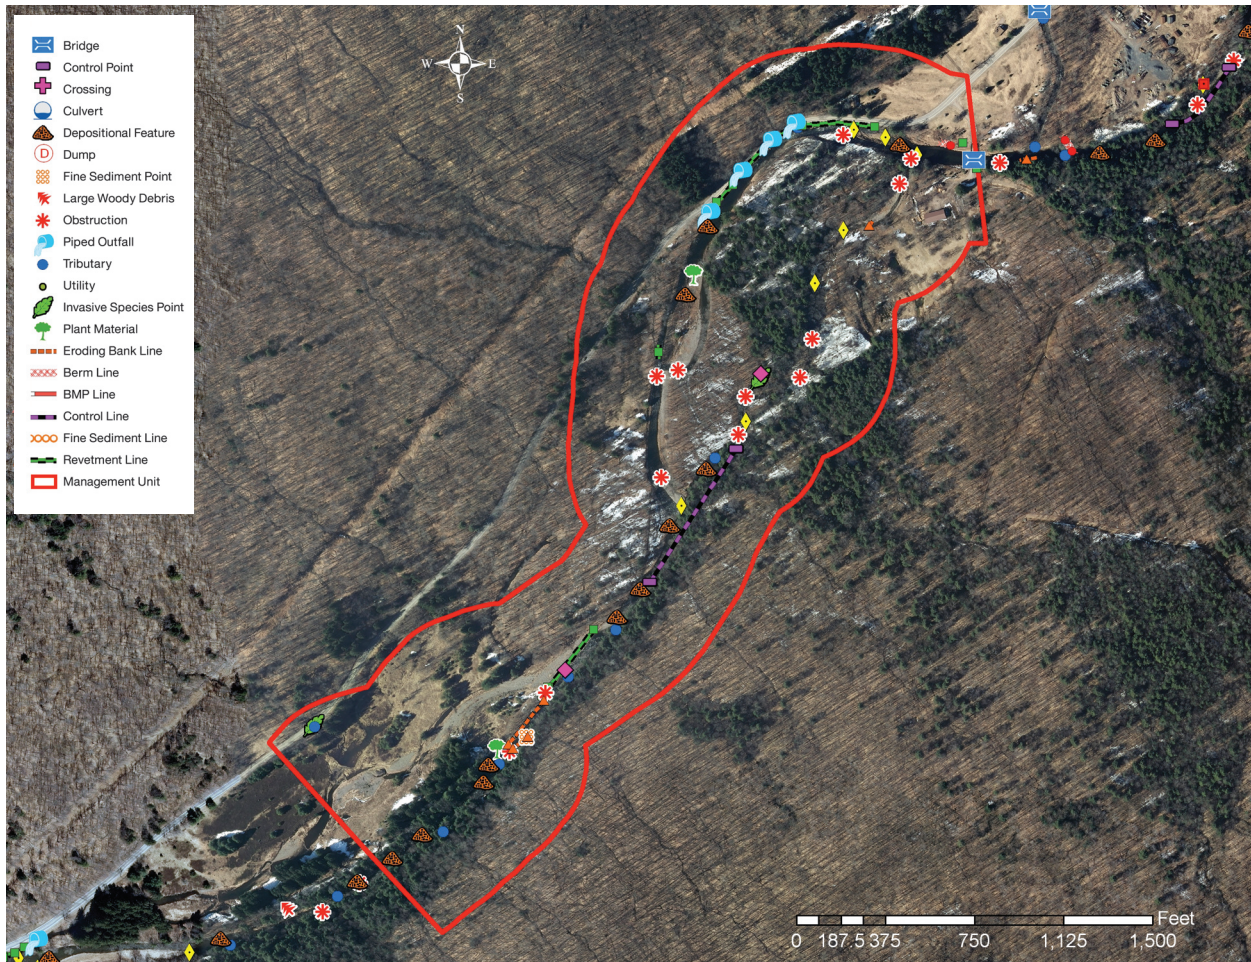 N
W E
S
Bridge
Control Point
Crossing
Culvert
Depositional Feature
D Dump
Fine Sediment Point
Large Woody Debris
Obstruction
Piped Outfall
Tributary
Utility
Invasive Species Point
Plant Material
Eroding Bank Line
Berm Line
BMP Line
Control Line
Fine Sediment Line
Revetment Line
Management Unit
Feet
0 187.5 375 750 1,125 1,500